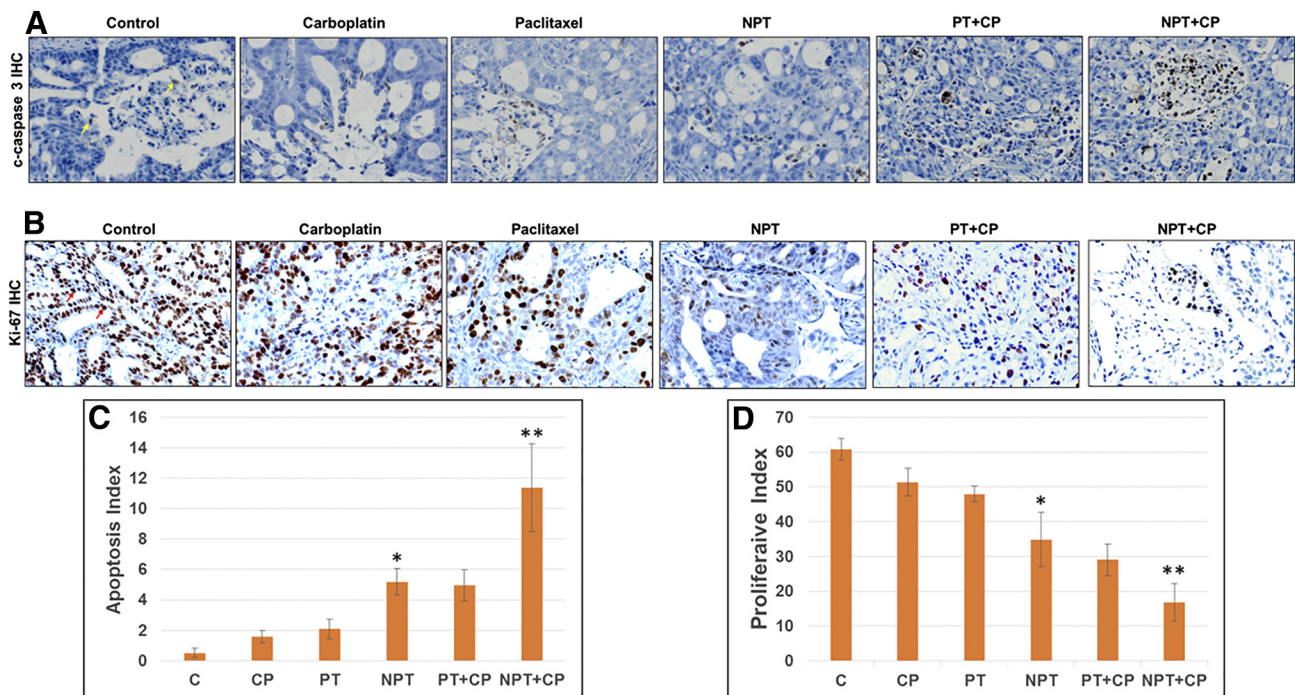 A
Control Carboplatin Paclitaxel NPT PT+CP NPT+CP
c-caspase 3 IHC
B
Control Carboplatin Paclitaxel NPT PT+CP NPT+CP
Ki-67 IHC
C
Apoptosis Index
16
14
12
10
8
6
4
2
0
*
**
C CP PT NPT PT+CP NPT+CP
D
Proliferaive Index
70
60
50
40
30
20
10
0
*
**
C CP PT NPT PT+CP NPT+CP